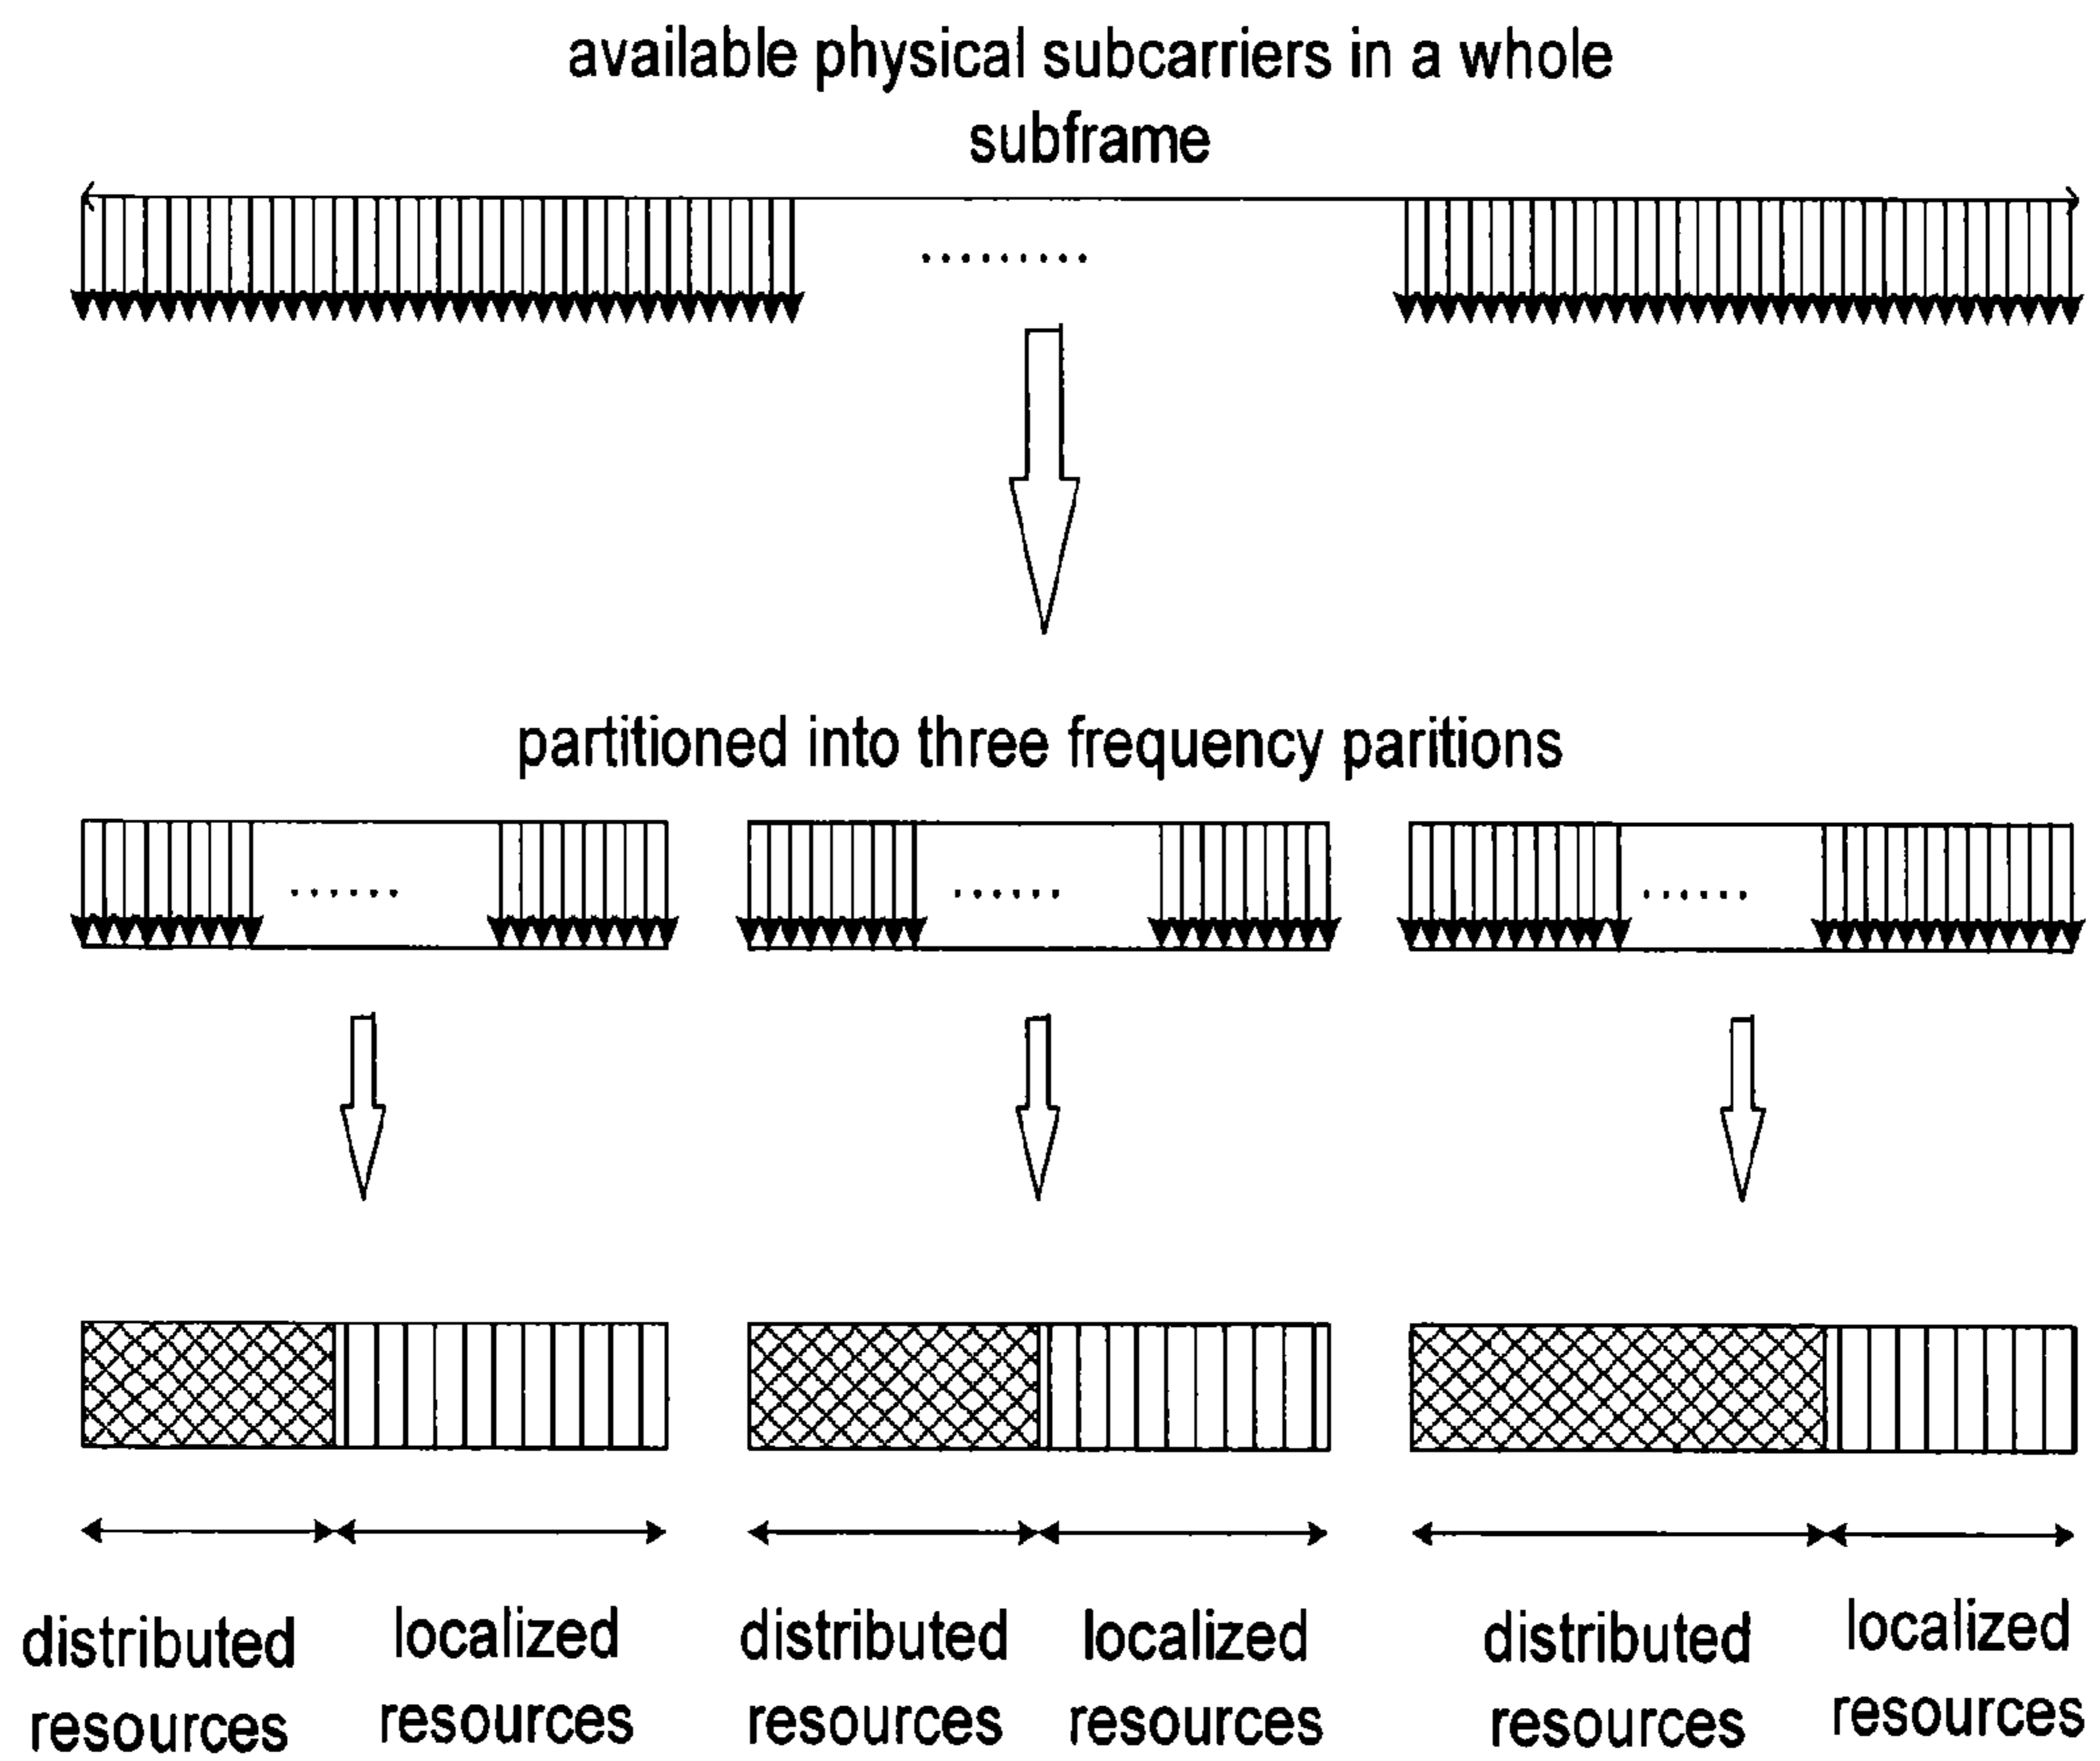 available physical subcarriers in a whole
subframe
partitioned into three frequency paritions
distributed
resources
localized
resources
distributed
resources
localized
resources
distributed
resources
localized
resources